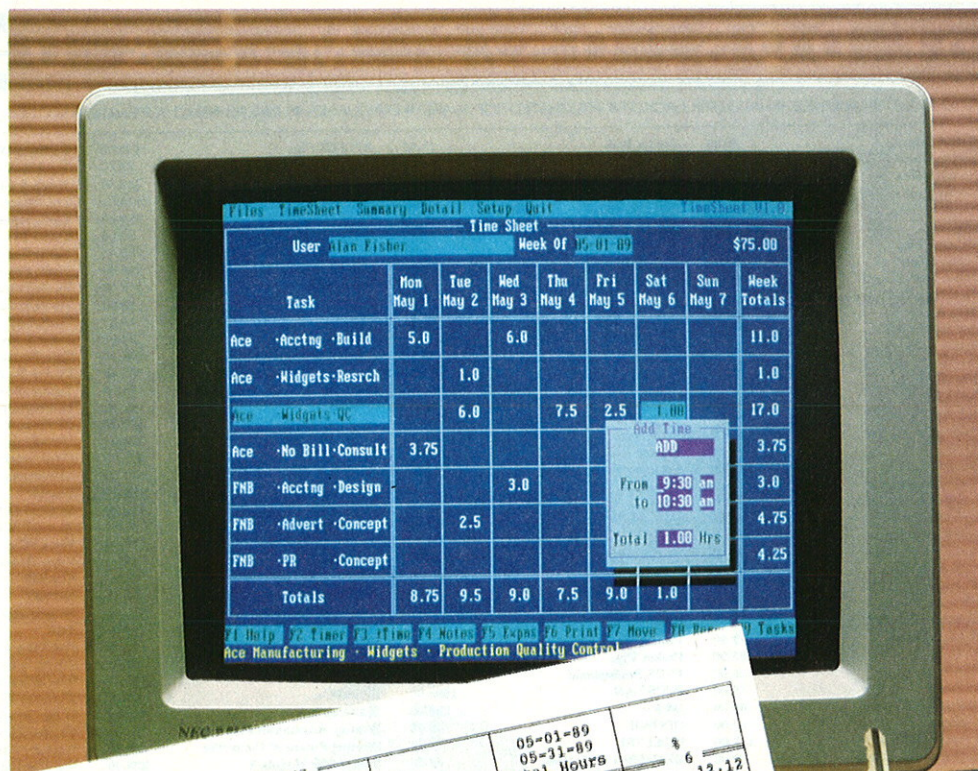 Files TimeSheet Summary Detail Setup Quit TimeSheet V1.0
Time Sheet
User Alan Fisher Week Of 05-01-89 $75.00
Task Mon May 1 Tue May 2 Wed May 3 Thu May 4 Fri May 5 Sat May 6 Sun May 7 Week Totals
Ace ·Acctng ·Build 5.0 6.0 11.0
Ace ·Widgets·Resrch 1.0 1.0
Ace ·Widgets·QC 6.0 7.5 2.5 1.00 17.0
Ace ·No Bill·Consult 3.75 3.75
FNB ·Acctng ·Design 3.0 3.0
FNB ·Advert ·Concept 2.5 4.75
FNB ·PR ·Concept 4.25
Totals 8.75 9.5 9.0 7.5 9.0 1.0
Add Time
ADD
From 9:30 am
to 10:30 am
Total 1.00 Hrs
F1 Help F2 Timer F3 F4 Notes F5 Expns F6 Print F7 Move F8 Tasks
Ace Manufacturing · Widgets · Production Quality Control
NEC
05-01-89
05-31-89
Hours
%
6
12.12